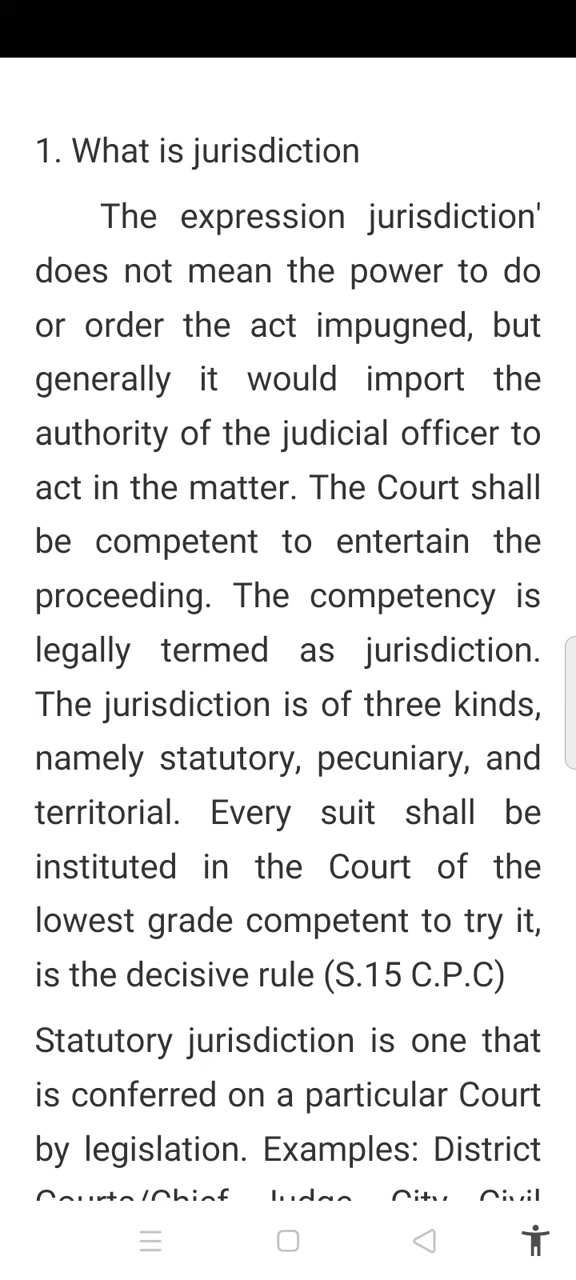 1. What is jurisdiction
The expression jurisdiction'
does not mean the power to do
or order the act impugned, but
generally it would import the
authority of the judicial officer to
act in the matter. The Court shall
be competent to entertain the
proceeding. The competency is
legally termed as jurisdiction.
The jurisdiction is of three kinds,
namely statutory, pecuniary, and
territorial. Every suit shall be
instituted in the Court of the
lowest grade competent to try it,
is the decisive rule (S.15 C.P.C)
Statutory jurisdiction is one that
is conferred on a particular Court
by legislation. Examples: District
Courts/Chief Judge City Civil